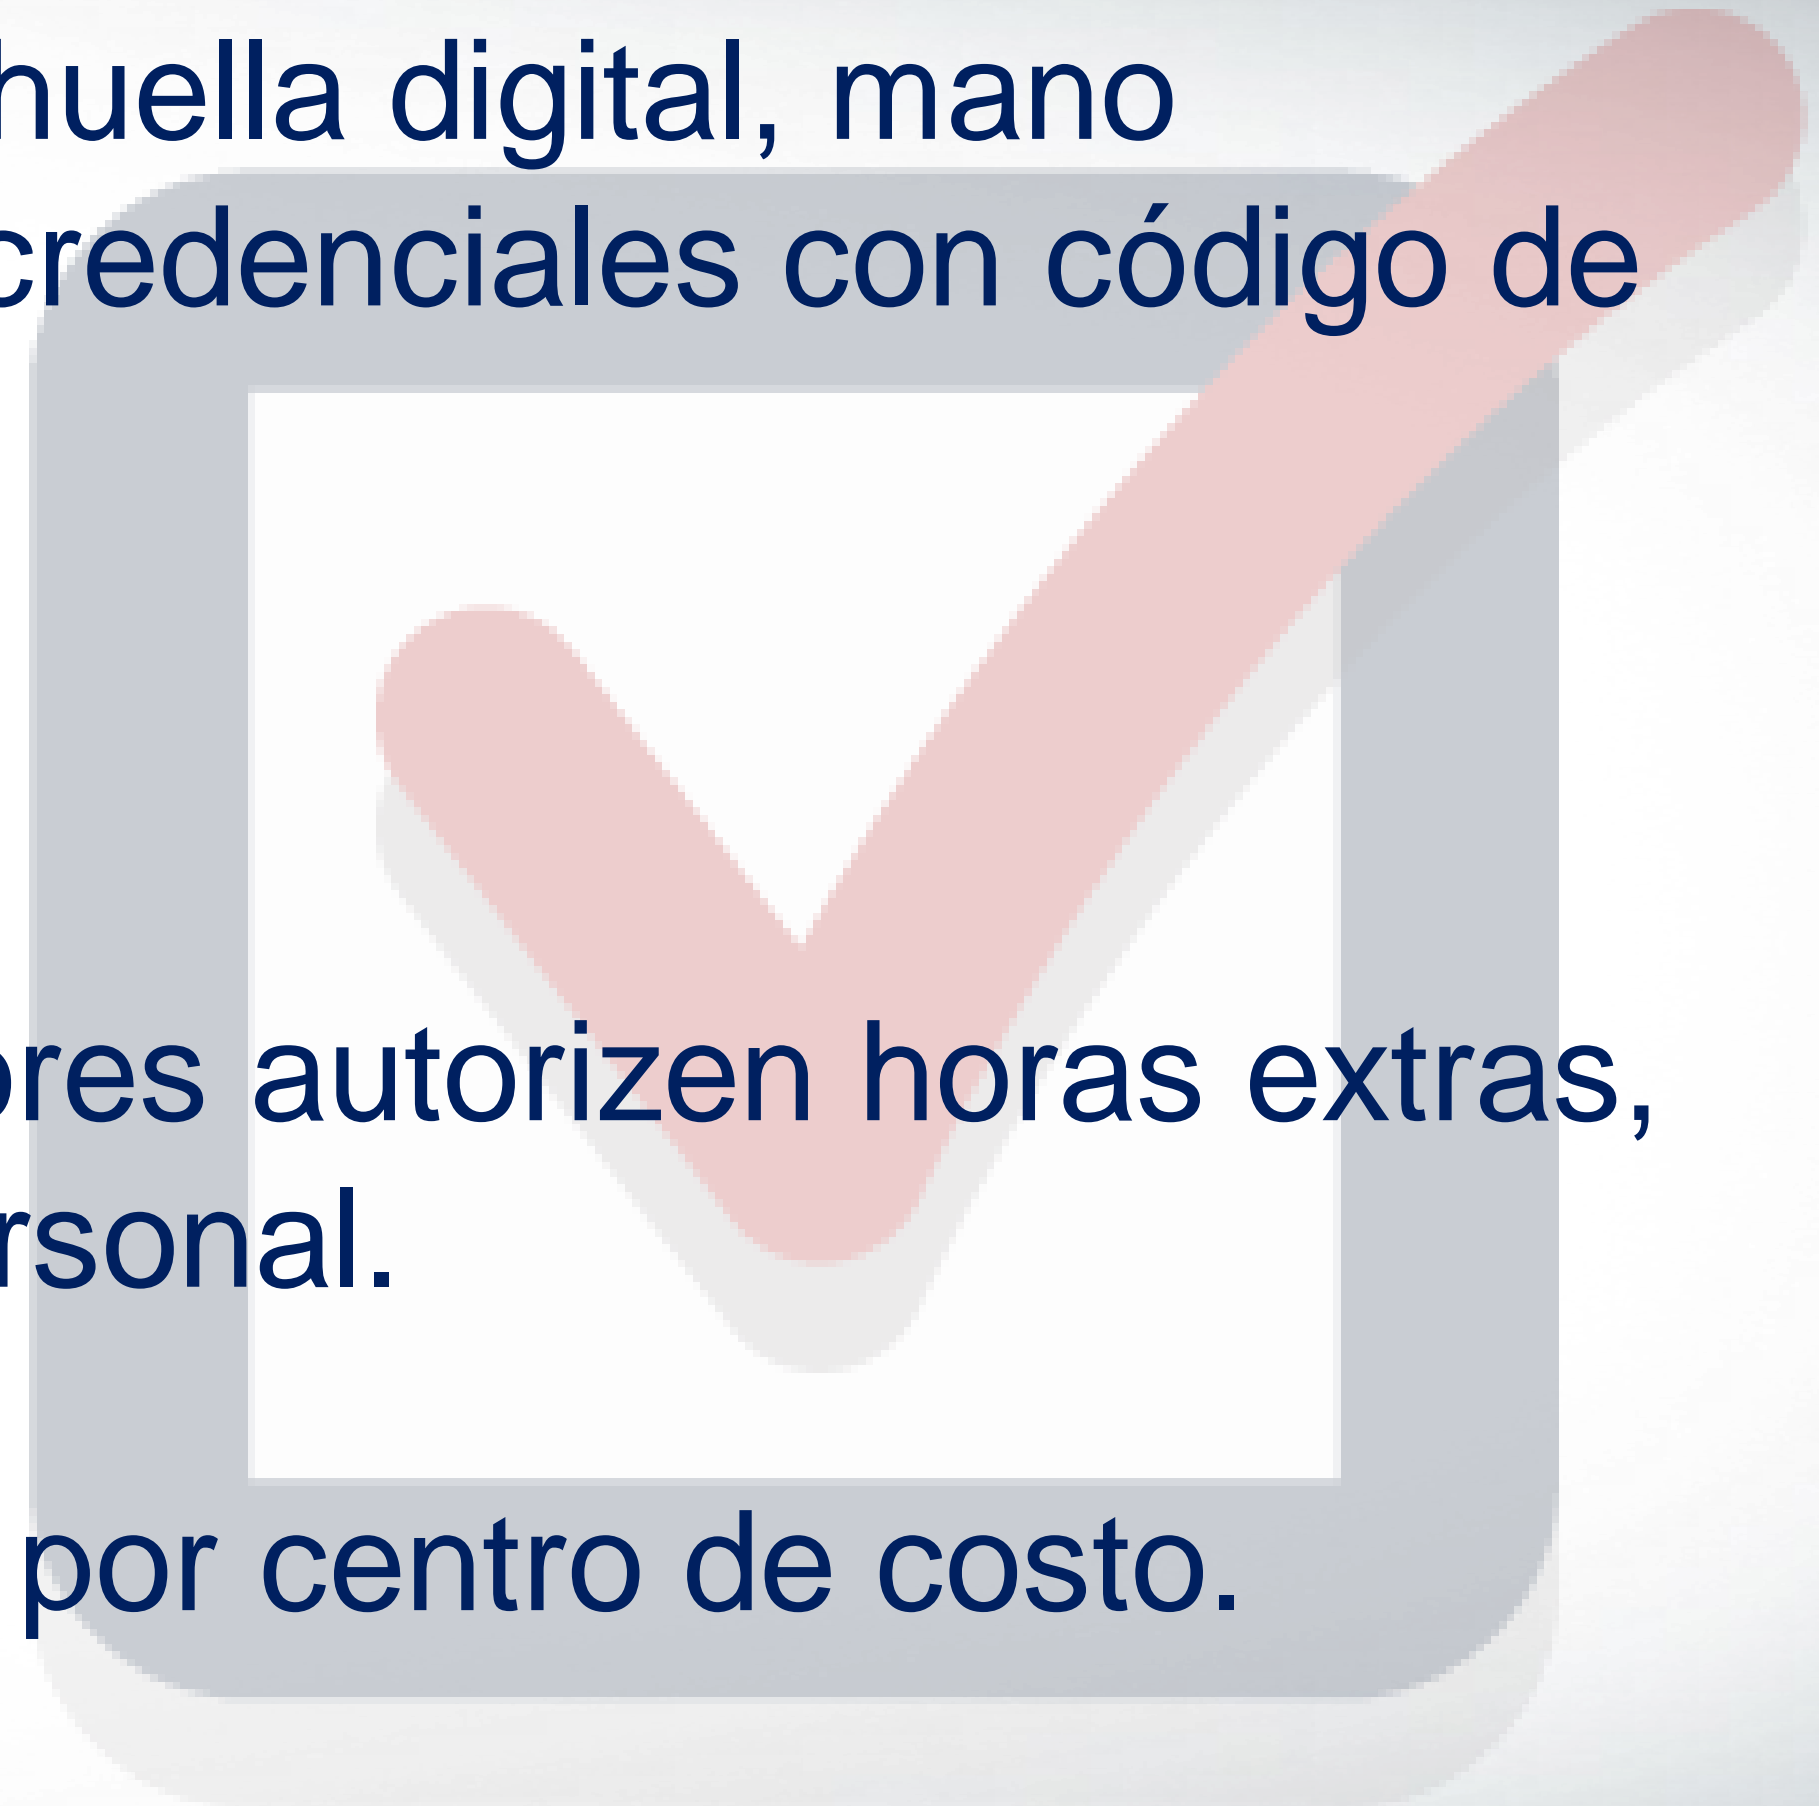 huella digital, mano
credenciales con código de
ores autorizen horas extras,
rsonal.
por centro de costo.